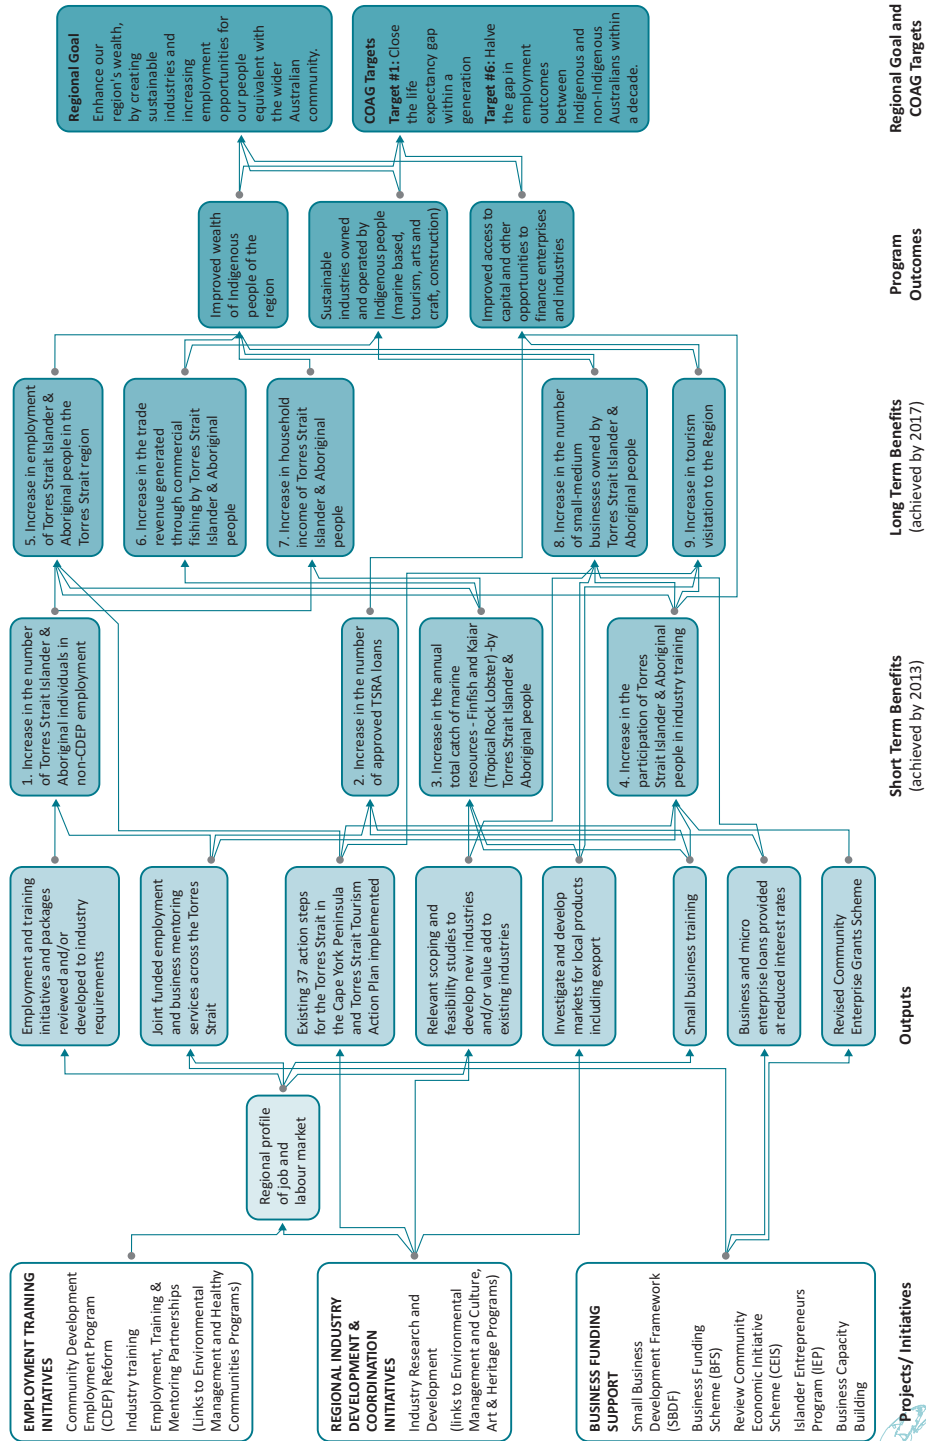 EMPLOYMENT TRAINING
INITIATIVES
Community Development
Employment Program
(CDEP) Reform
Industry training
Employment, Training &
Mentoring Partnerships
(Links to Environmental
Management and Healthy
Communities Programs)
REGIONAL INDUSTRY
DEVELOPMENT &
COORDINATION
INITIATIVES
Industry Research and
Development
(links to Environmental
Management and Culture,
Art & Heritage Programs)
BUSINESS FUNDING
SUPPORT
Small Business
Development Framework
(SBDF)
Business Funding
Scheme (BFS)
Review Community
Economic Initiative
Scheme (CEIS)
Islander Entrepreneurs
Program (IEP)
Business Capacity
Building
Projects/ Initiatives
Regional profile
of job and
labour market
Employment and training
initiatives and packages
reviewed and/or
developed to industry
requirements
Joint funded employment
and business mentoring
services across the Torres
Strait
Existing 37 action steps
for the Torres Strait in
the Cape York Peninsula
and Torres Strait Tourism
Action Plan implemented
Relevant scoping and
feasibility studies to
develop new industries
and/or value add to
existing industries
Investigate and develop
markets for local products
including export
Small business training
Business and micro
enterprise loans provided
at reduced interest rates
Revised Community
Enterprise Grants Scheme
Outputs
1. Increase in the number
of Torres Strait Islander &
Aboriginal individuals in
non-CDEP employment
2. Increase in the number
of approved TSRA loans
3. Increase in the annual
total catch of marine
resources - Finfish and Kaiar
(Tropical Rock Lobster) -by
Torres Strait Islander &
Aboriginal people
4. Increase in the
participation of Torres
Strait Islander & Aboriginal
people in industry training
Short Term Benefits
(achieved by 2013)
5. Increase in employment
of Torres Strait Islander &
Aboriginal people in the
Torres Strait region
6. Increase in the trade
revenue generated
through commercial
fishing by Torres Strait
Islander & Aboriginal
people
7. Increase in household
income of Torres Strait
Islander & Aboriginal
people
8. Increase in the number
of small-medium
businesses owned by
Torres Strait Islander &
Aboriginal people
9. Increase in tourism
visitation to the Region
Long Term Benefits
(achieved by 2017)
Improved wealth
of Indigenous
people of the
region
Sustainable
industries owned
and operated by
Indigenous people
(marine based,
tourism, arts and
craft, construction)
Improved access to
capital and other
opportunities to
finance enterprises
and industries
Program
Outcomes
Regional Goal
Enhance our
region's wealth,
by creating
sustainable
industries and
increasing
employment
opportunities for
our people
equivalent with
the wider
Australian
community.
COAG Targets
Target #1: Close
the life
expectancy gap
within a
generation
Target #6: Halve
the gap in
employment
outcomes
between
Indigenous and
non-Indigenous
Australians within
a decade.
Regional Goal and
COAG Targets